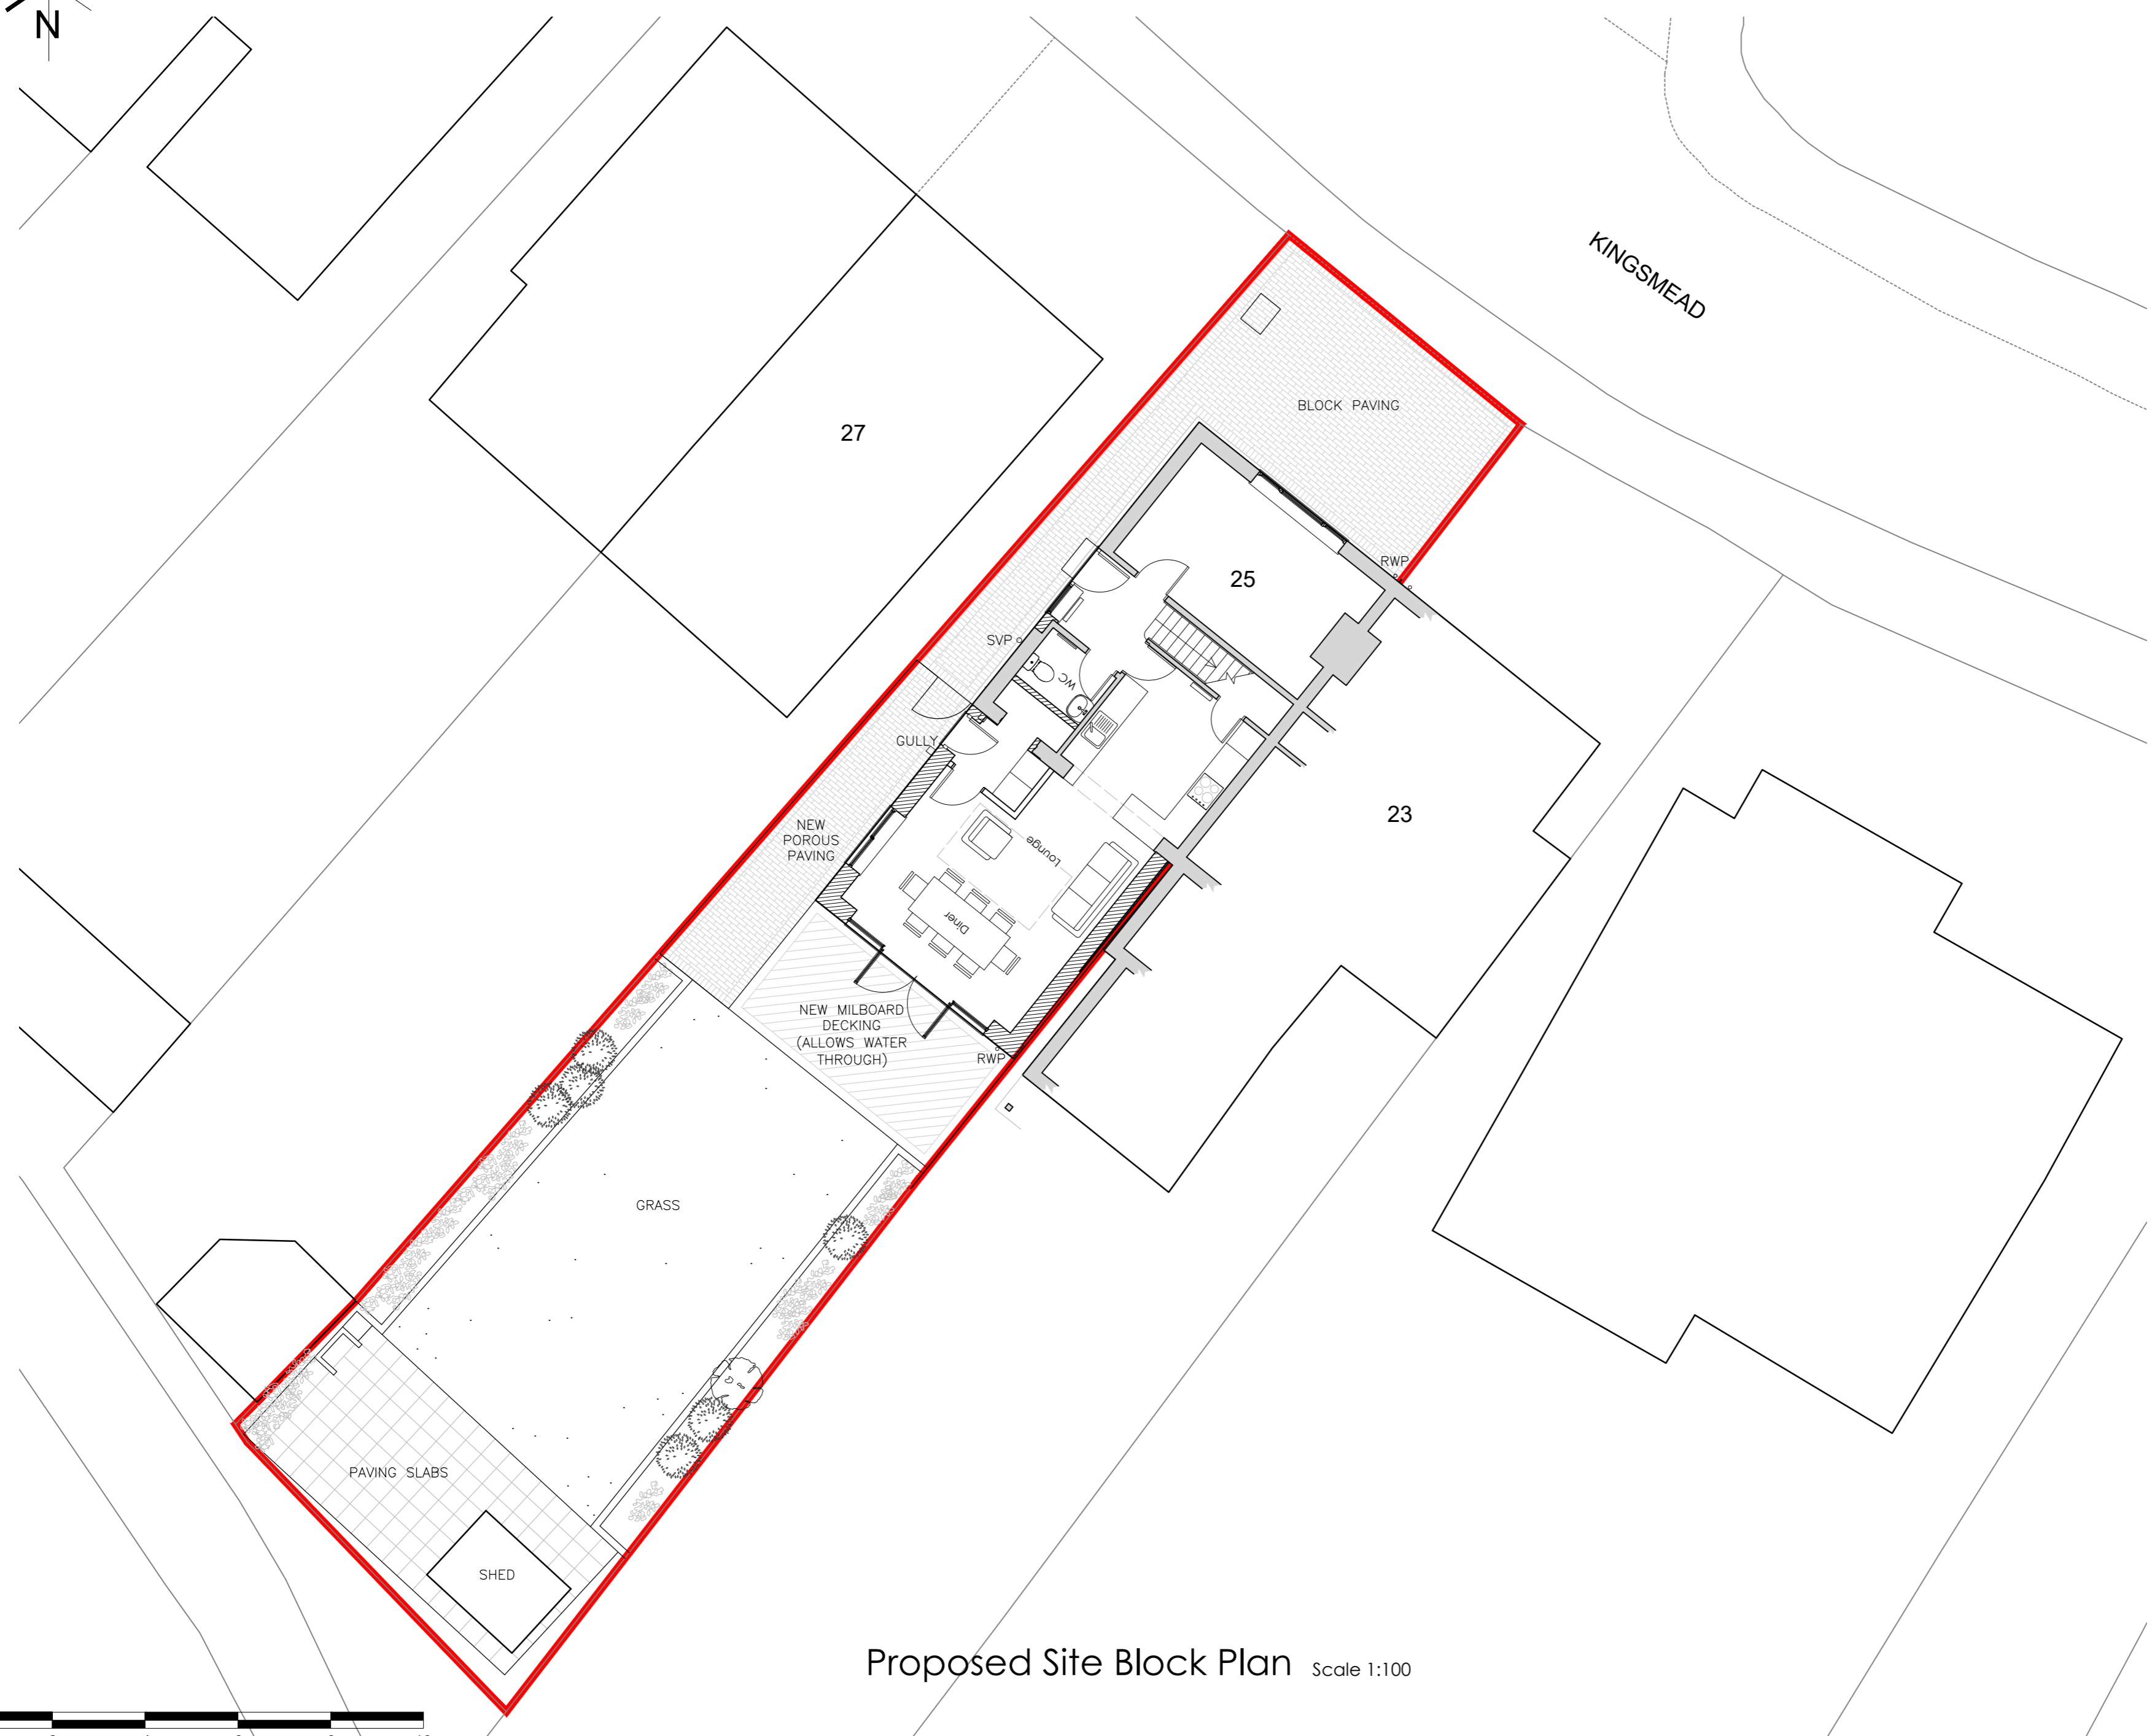 N
KINGSMEAD
BLOCK PAVING
27
RWP
25
SVP
WC
GULLY
23
NEW
POROUS
PAVING
Lounge
Diner
NEW MILBOARD
DECKING
(ALLOWS WATER
THROUGH)
RWP
GRASS
PAVING SLABS
SHED
Proposed Site Block Plan Scale 1:100